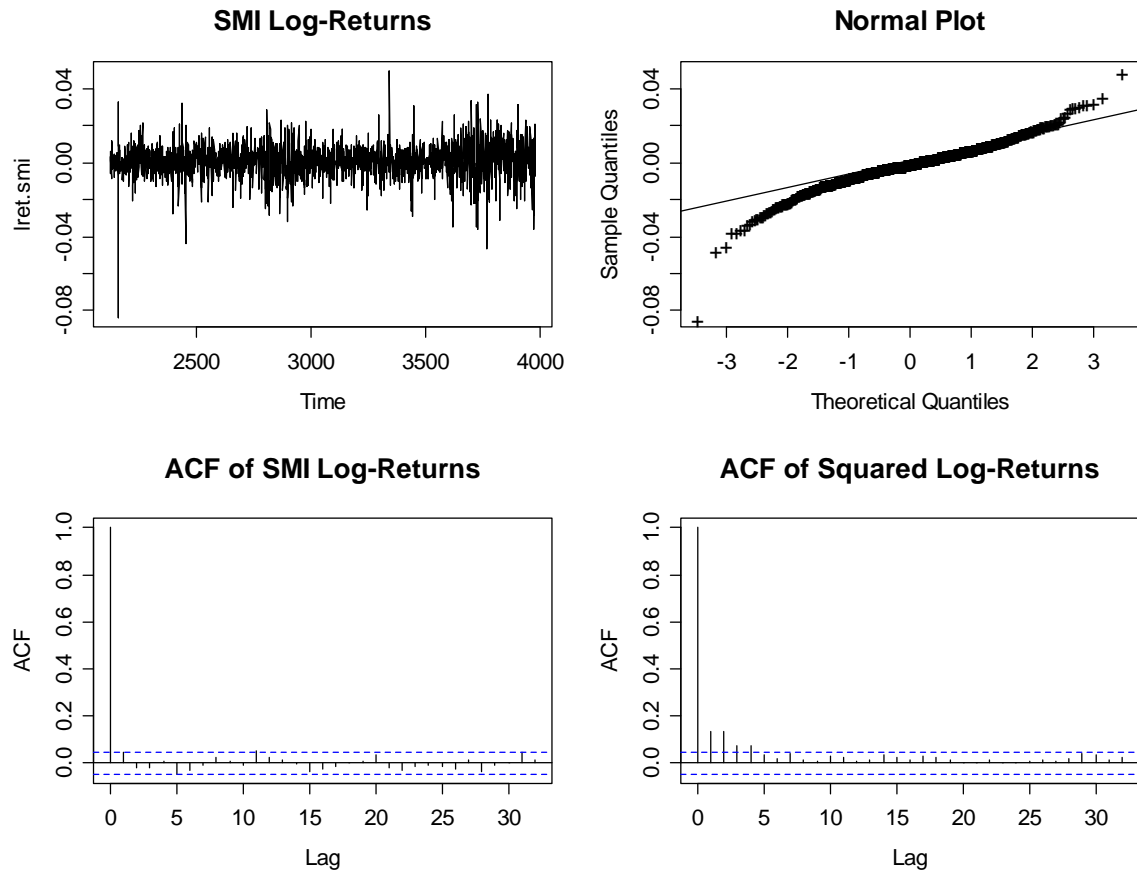 SMI Log-Returns
lret.smi
0.04
0.00
-0.04
-0.08
2500 3000 3500 4000
Time
Normal Plot
Sample Quantiles
0.04
0.00
-0.04
-0.08
-3 -2 -1 0 1 2 3
Theoretical Quantiles
ACF of SMI Log-Returns
ACF
1.0
0.8
0.6
0.4
0.2
0.0
0 5 10 15 20 25 30
Lag
ACF of Squared Log-Returns
ACF
1.0
0.8
0.6
0.4
0.2
0.0
0 5 10 15 20 25 30
Lag